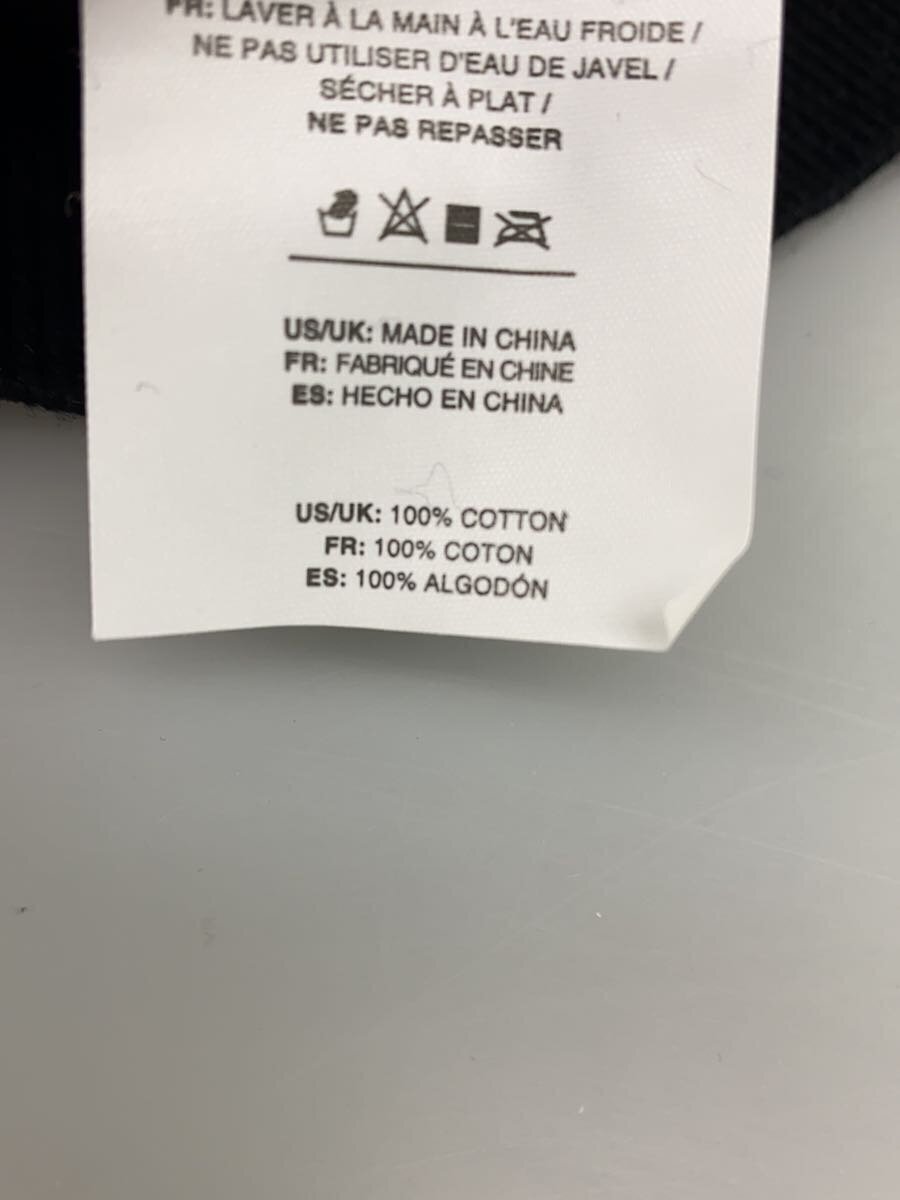 FR: LAVER À LA MAIN À L'EAU FROIDE /
NE PAS UTILISER D'EAU DE JAVEL /
SÉCHER À PLAT /
NE PAS REPASSER
US/UK: MADE IN CHINA
FR: FABRIQUÉ EN CHINE
ES: HECHO EN CHINA
US/UK: 100% COTTON
FR: 100% COTON
ES: 100% ALGODÓN